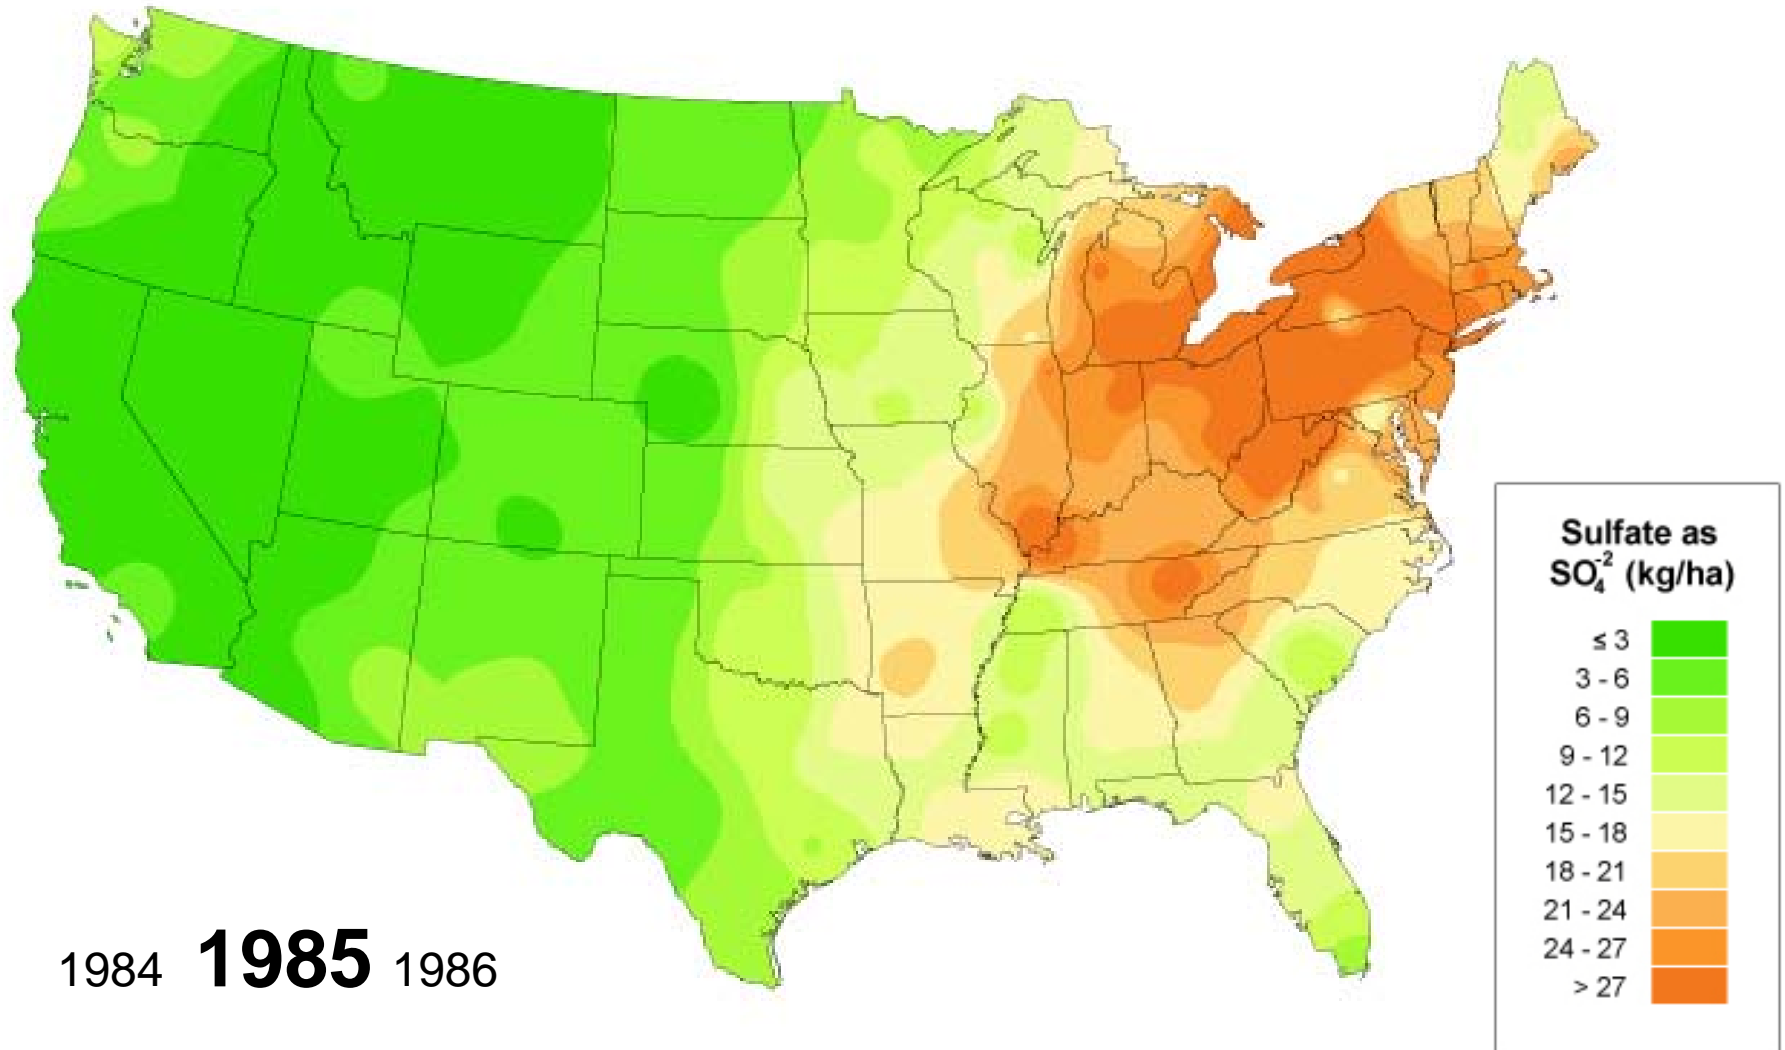 Sulfate as
SO₄⁻² (kg/ha)
≤ 3
3 - 6
6 - 9
9 - 12
12 - 15
15 - 18
18 - 21
21 - 24
24 - 27
> 27
1984 1985 1986